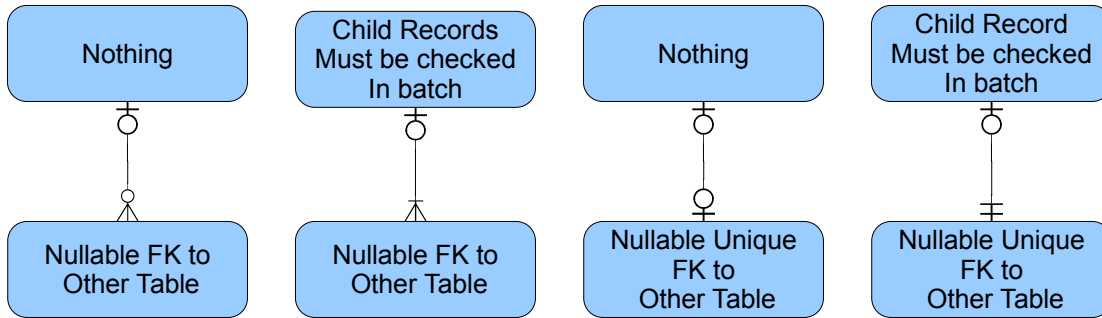 Nothing
Child Records
Must be checked
In batch
Nothing
Child Record
Must be checked
In batch
Nullable FK to
Other Table
Nullable FK to
Other Table
Nullable Unique
FK to
Other Table
Nullable Unique
FK to
Other Table